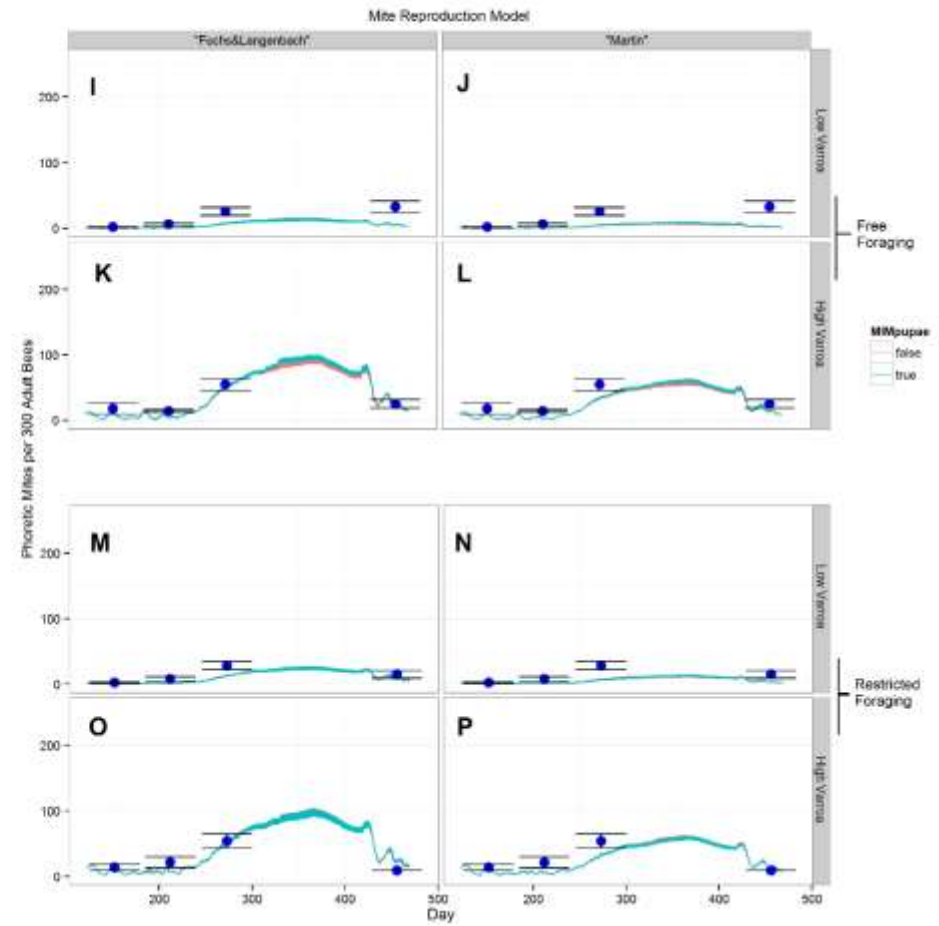 Mite Reproduction Model
"Fuchs&Langenbach" "Martin"
I J
200
100
0
Low Varroa
K L
200
100
0
High Varroa
Free
Foraging
MIMpupae
false
true
Phoretic Mites per 300 Adult Bees
M N
200
100
0
Low Varroa
O P
200
100
0
High Varroa
Restricted
Foraging
200 300 400 500 200 300 400 500
Day